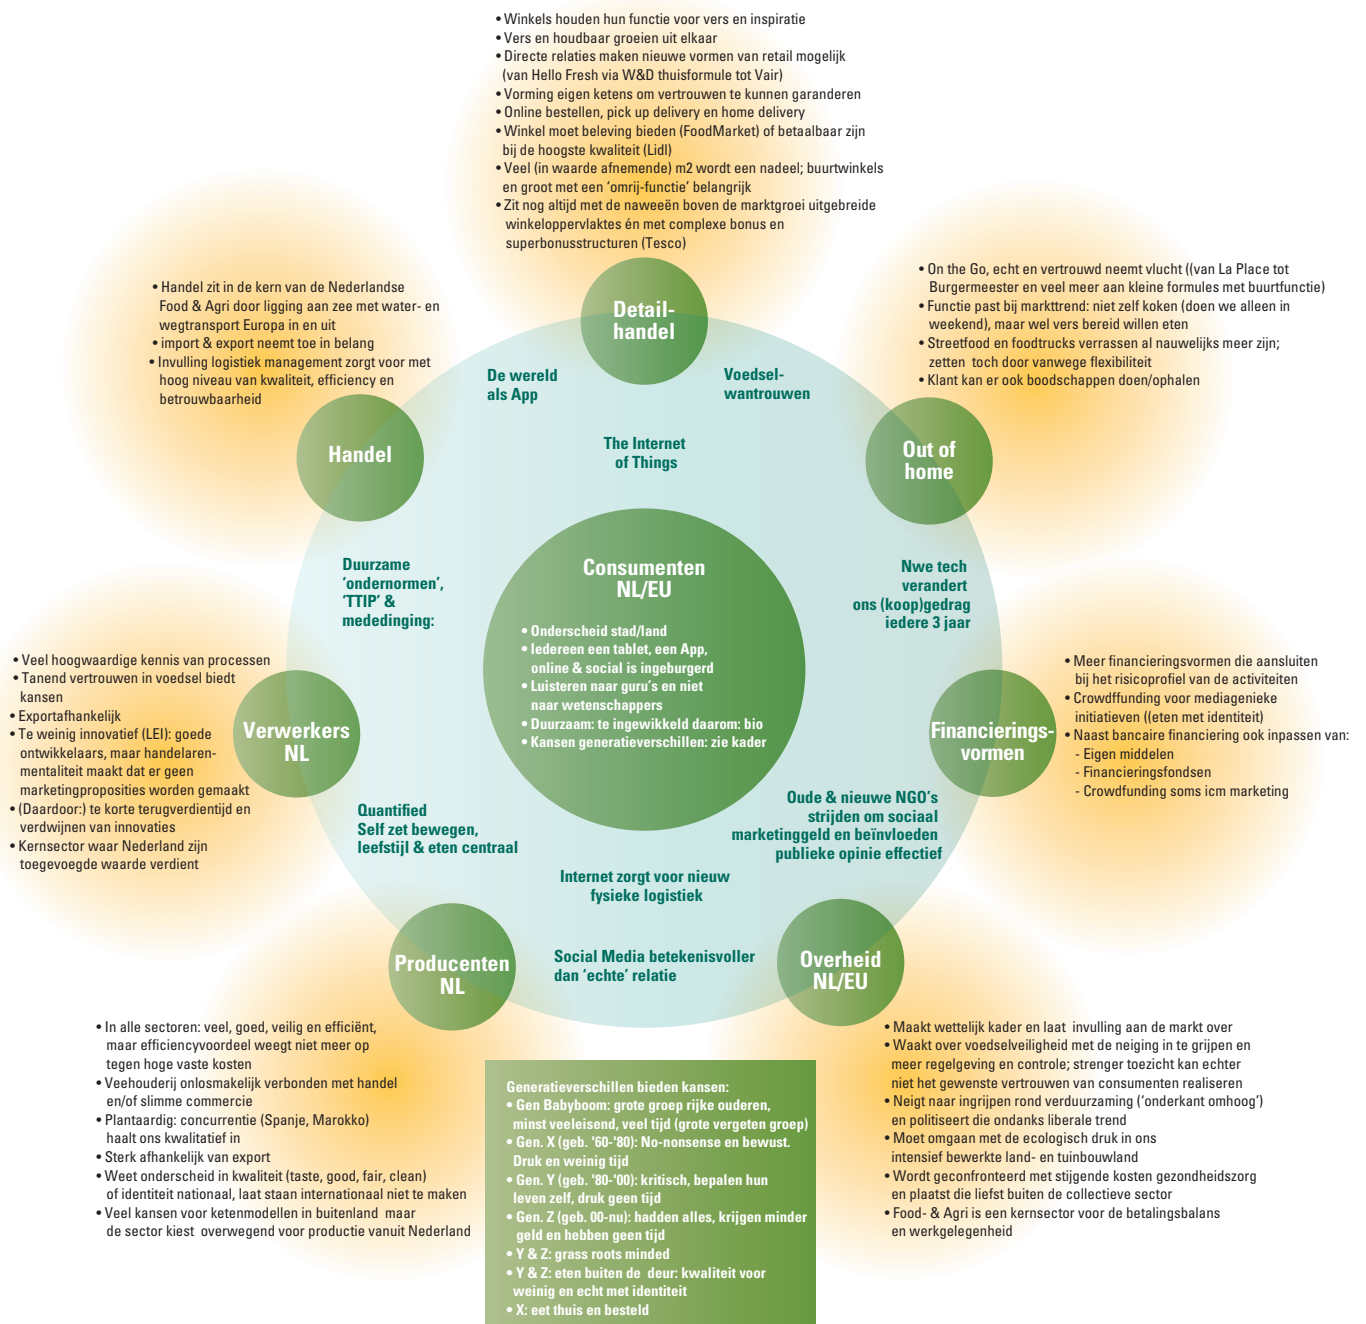 • Winkels houden hun functie voor vers en inspiratie
• Vers en houdbaar groeien uit elkaar
• Directe relaties maken nieuwe vormen van retail mogelijk
(van Hello Fresh via W&D thuisformule tot Vair)
• Vorming eigen ketens om vertrouwen te kunnen garanderen
• Online bestellen, pick up delivery en home delivery
• Winkel moet beleving bieden (FoodMarket) of betaalbaar zijn
bij de hoogste kwaliteit (Lidl)
• Veel (in waarde afnemende) m2 wordt een nadeel; buurtwinkels
en groot met een ‘omrij-functie’ belangrijk
• Zit nog altijd met de naweeën boven de marktgroei uitgebreide
winkeloppervlaktes én met complexe bonus en
superbonusstructuren (Tesco)
• Handel zit in de kern van de Nederlandse
Food & Agri door ligging aan zee met water- en
wegtransport Europa in en uit
• import & export neemt toe in belang
• Invulling logistiek management zorgt voor met
hoog niveau van kwaliteit, efficiency en
betrouwbaarheid
• On the Go, echt en vertrouwd neemt vlucht ((van La Place tot
Burgermeester en veel meer aan kleine formules met buurtfunctie)
• Functie past bij markttrend: niet zelf koken (doen we alleen in
weekend), maar wel vers bereid willen eten
• Streetfood en foodtrucks verrassen al nauwelijks meer zijn;
zetten toch door vanwege flexibiliteit
• Klant kan er ook boodschappen doen/ophalen
Detail-
handel
De wereld
als App
Voedsel-
wantrouwen
The Internet
of Things
Handel
Out of
home
Duurzame
‘ondernormen’,
‘TTIP’ &
mededinging:
Consumenten
NL/EU
• Onderscheid stad/land
• Iedereen een tablet, een App,
online & social is ingeburgerd
• Luisteren naar guru’s en niet
naar wetenschappers
• Duurzaam: te ingewikkeld daarom: bio
• Kansen generatieverschillen: zie kader
Nwe tech
verandert
ons (koop)gedrag
iedere 3 jaar
• Veel hoogwaardige kennis van processen
• Tanend vertrouwen in voedsel biedt
kansen
• Exportafhankelijk
• Te weinig innovatief (LEI): goede
ontwikkelaars, maar handelaren-
mentaliteit maakt dat er geen
marketingproposities worden gemaakt
• (Daardoor:) te korte terugverdientijd en
verdwijnen van innovaties
• Kernsector waar Nederland zijn
toegevoegde waarde verdient
Verwerkers
NL
Financierings-
vormen
• Meer financieringsvormen die aansluiten
bij het risicoprofiel van de activiteiten
• Crowdffunding voor mediagenieke
initiatieven ((eten met identiteit)
• Naast bancaire financiering ook inpassen van:
- Eigen middelen
- Financieringsfondsen
- Crowdfunding soms icm marketing
Quantified
Self zet bewegen,
leefstijl & eten centraal
Oude & nieuwe NGO’s
strijden om sociaal
marketinggeld en beïnvloeden
publieke opinie effectief
Internet zorgt voor nieuw
fysieke logistiek
Social Media betekenisvoller
dan ‘echte’ relatie
Producenten
NL
Overheid
NL/EU
• In alle sectoren: veel, goed, veilig en efficiënt,
maar efficiencyvoordeel weegt niet meer op
tegen hoge vaste kosten
• Veehouderij onlosmakelijk verbonden met handel
en/of slimme commercie
• Plantaardig: concurrentie (Spanje, Marokko)
haalt ons kwalitatief in
• Sterk afhankelijk van export
• Weet onderscheid in kwaliteit (taste, good, fair, clean)
of identiteit nationaal, laat staan internationaal niet te maken
• Veel kansen voor ketenmodellen in buitenland maar
de sector kiest overwegend voor productie vanuit Nederland
Generatieverschillen bieden kansen:
• Gen Babyboom: grote groep rijke ouderen,
minst veeleisend, veel tijd (grote vergeten groep)
• Gen. X (geb. '60-'80): No-nonsense en bewust.
Druk en weinig tijd
• Gen. Y (geb. '80-'00): kritisch, bepalen hun
leven zelf, druk geen tijd
• Gen. Z (geb. 00-nu): hadden alles, krijgen minder
geld en hebben geen tijd
• Y & Z: grass roots minded
• Y & Z: eten buiten de deur: kwaliteit voor
weinig en echt met identiteit
• X: eet thuis en besteld
• Maakt wettelijk kader en laat invulling aan de markt over
• Waakt over voedselveiligheid met de neiging in te grijpen en
meer regelgeving en controle; strenger toezicht kan echter
niet het gewenste vertrouwen van consumenten realiseren
• Neigt naar ingrijpen rond verduurzaming (‘onderkant omhoog’)
en politiseert die ondanks liberale trend
• Moet omgaan met de ecologisch druk in ons
intensief bewerkte land- en tuinbouwland
• Wordt geconfronteerd met stijgende kosten gezondheidszorg
en plaatst die liefst buiten de collectieve sector
• Food- & Agri is een kernsector voor de betalingsbalans
en werkgelegenheid